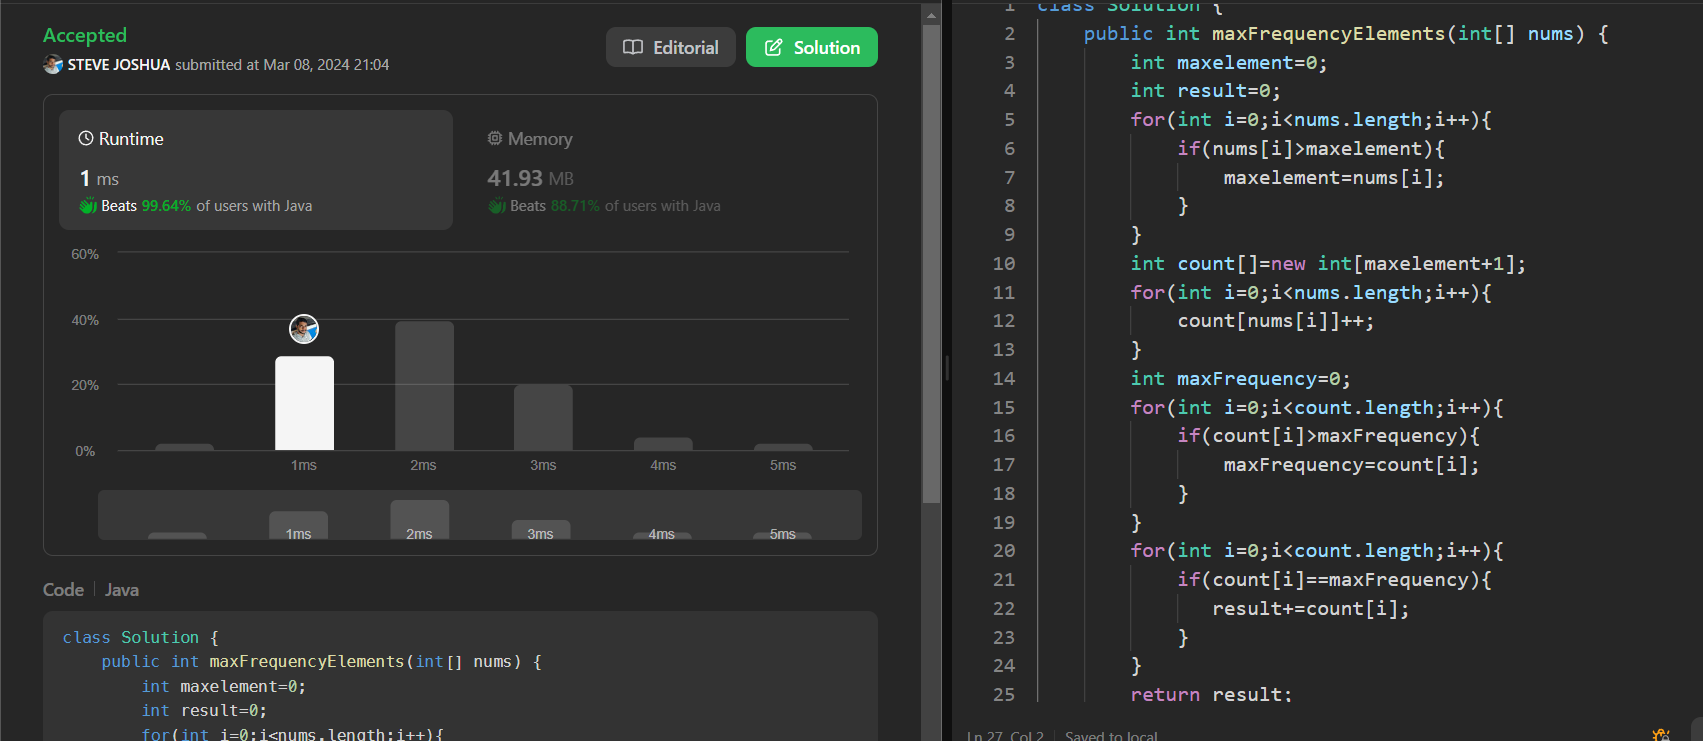 Accepted
STEVE JOSHUA submitted at Mar 08, 2024 21:04
Editorial
Solution
Runtime
1 ms
Beats 99.64% of users with Java
Memory
41.93 MB
Beats 88.71% of users with Java
60%
40%
20%
0%
1ms 2ms 3ms 4ms 5ms
1ms 2ms 3ms 4ms 5ms
Code | Java
class Solution {
    public int maxFrequencyElements(int[] nums) {
        int maxelement=0;
        int result=0;
        for(int i=0;i<nums.length;i++){
1 class Solution {
2     public int maxFrequencyElements(int[] nums) {
3         int maxelement=0;
4         int result=0;
5         for(int i=0;i<nums.length;i++){
6             if(nums[i]>maxelement){
7                 maxelement=nums[i];
8             }
9         }
10         int count[]=new int[maxelement+1];
11         for(int i=0;i<nums.length;i++){
12             count[nums[i]]++;
13         }
14         int maxFrequency=0;
15         for(int i=0;i<count.length;i++){
16             if(count[i]>maxFrequency){
17                 maxFrequency=count[i];
18             }
19         }
20         for(int i=0;i<count.length;i++){
21             if(count[i]==maxFrequency){
22                result+=count[i];
23             }
24         }
25         return result;
Ln 27, Col 2 | Saved to local